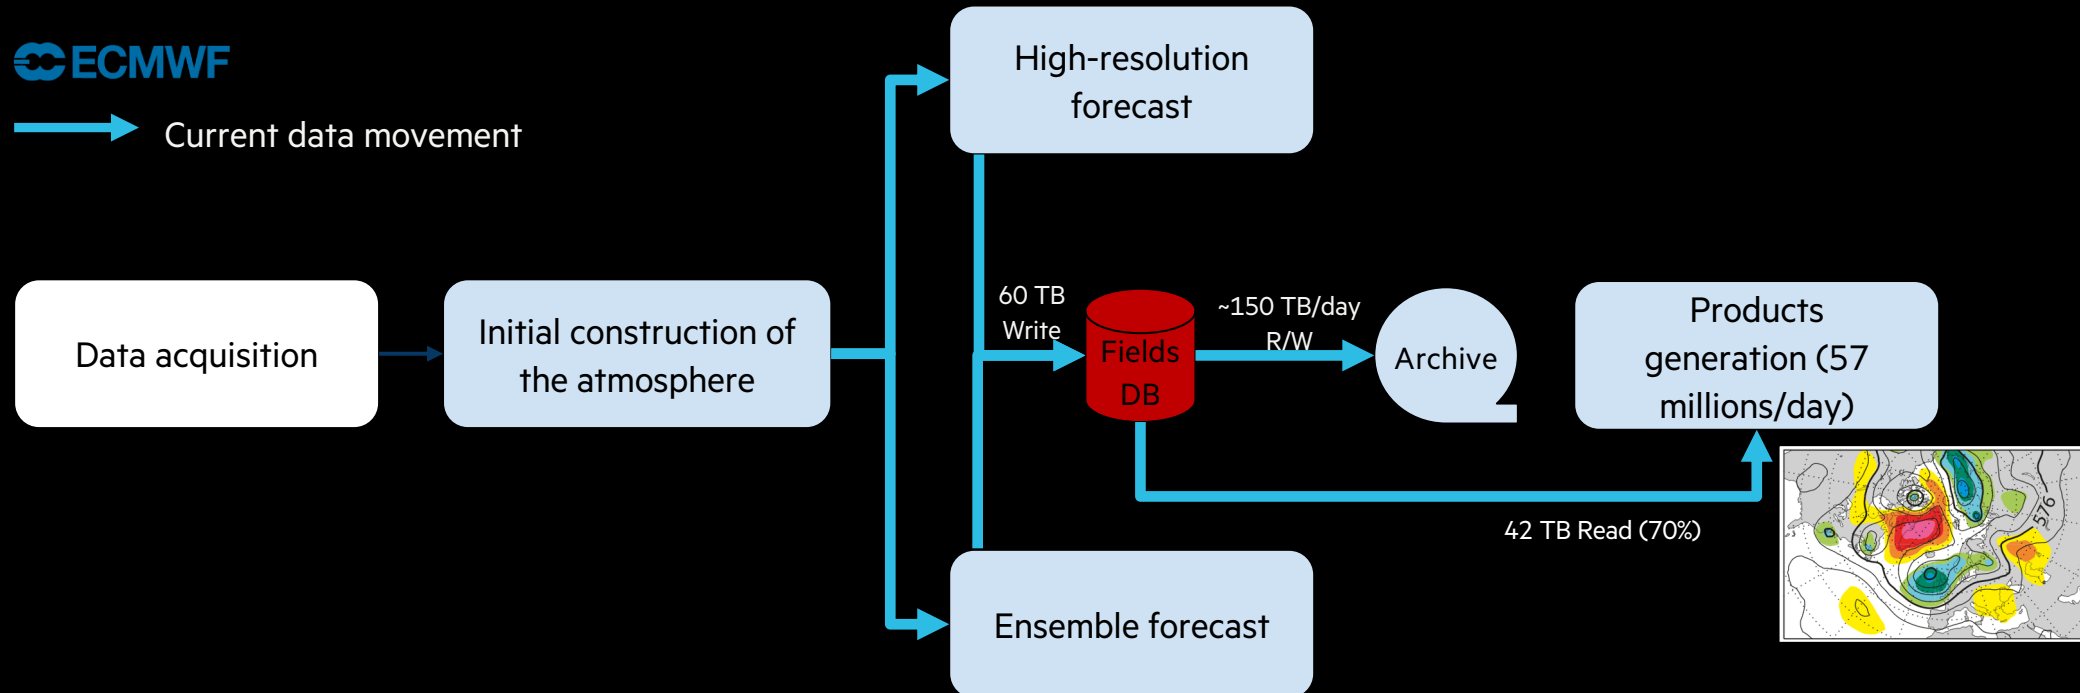 ECMWF
Current data movement
High-resolution
forecast
Data acquisition
Initial construction of
the atmosphere
60 TB
Write
Fields
DB
~150 TB/day
R/W
Archive
Products
generation (57
millions/day)
42 TB Read (70%)
576
Ensemble forecast